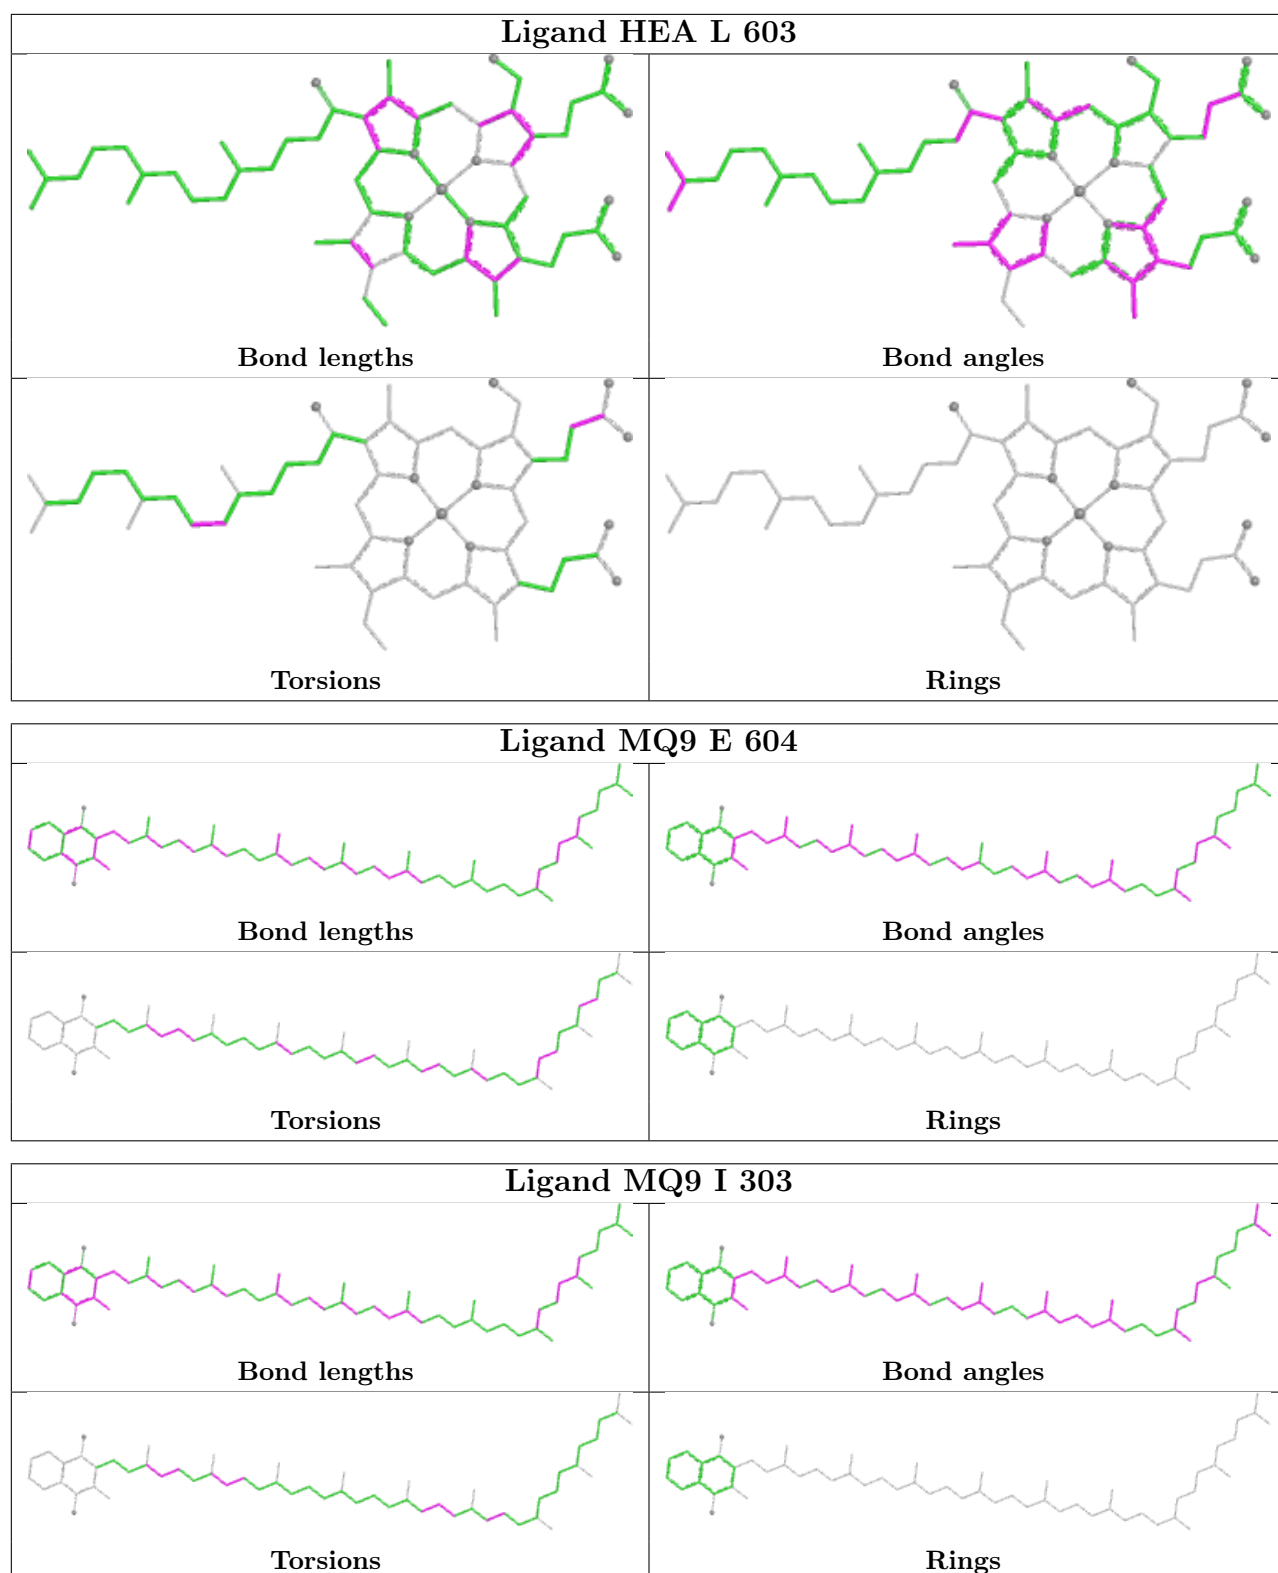 Ligand HEA L 603
Bond lengths
Bond angles
Torsions
Rings
Ligand MQ9 E 604
Bond lengths
Bond angles
Torsions
Rings
Ligand MQ9 I 303
Bond lengths
Bond angles
Torsions
Rings